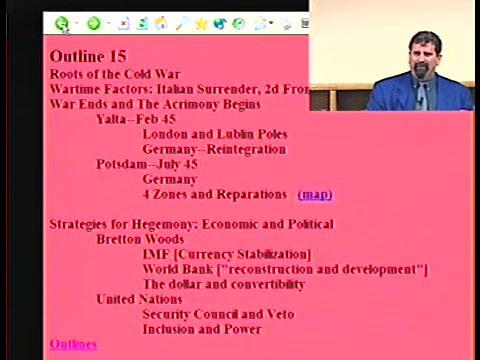 Outline 15
Roots of the Cold War
Wartime Factors: Italian Surrender, 2d Fron
War Ends and The Acrimony Begins
Yalta--Feb 45
London and Lublin Poles
Germany--Reintegration
Potsdam--July 45
Germany
4 Zones and Reparations (map)
Strategies for Hegemony: Economic and Political
Bretton Woods
IMF [Currency Stabilization]
World Bank ["reconstruction and development"]
The dollar and convertibility
United Nations
Security Council and Veto
Inclusion and Power
Outlines